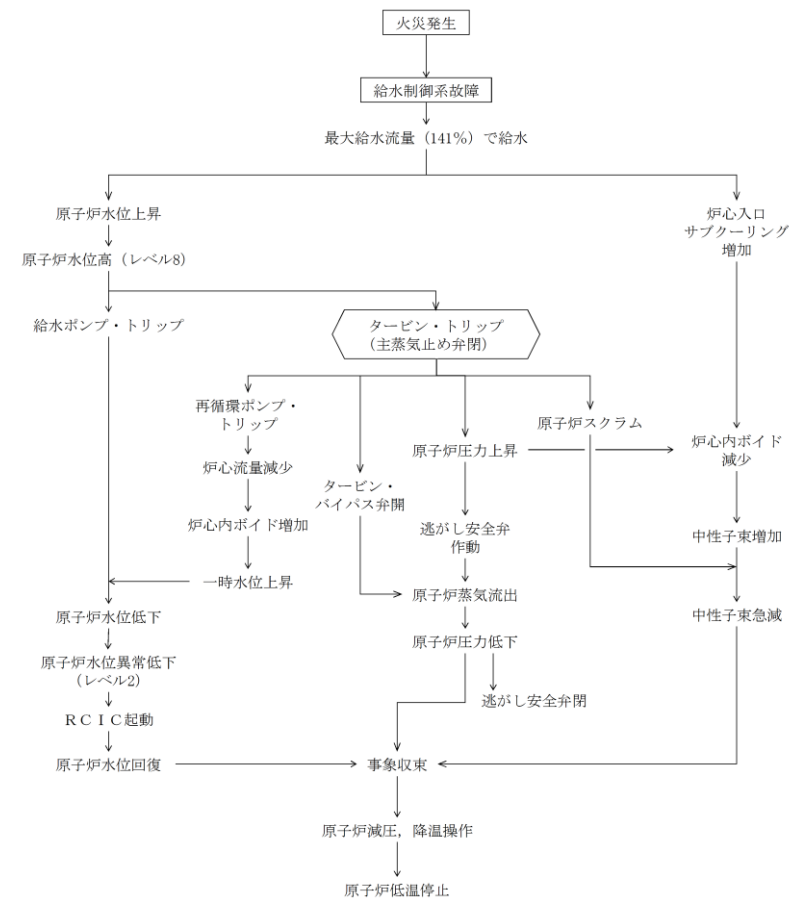 火災発生
給水制御系故障
最大給水流量（141％）で給水
原子炉水位上昇
炉心入口
サブクーリング
増加
原子炉水位高（レベル8）
給水ポンプ・トリップ
タービン・トリップ
（主蒸気止め弁閉）
再循環ポンプ・
トリップ
原子炉スクラム
原子炉圧力上昇
炉心内ボイド
減少
炉心流量減少
タービン・
バイパス弁開
炉心内ボイド増加
逃がし安全弁
作動
中性子束増加
一時水位上昇
原子炉蒸気流出
原子炉水位低下
中性子束急減
原子炉圧力低下
原子炉水位異常低下
（レベル2）
逃がし安全弁閉
ＲＣＩＣ起動
原子炉水位回復
事象収束
原子炉減圧，降温操作
原子炉低温停止